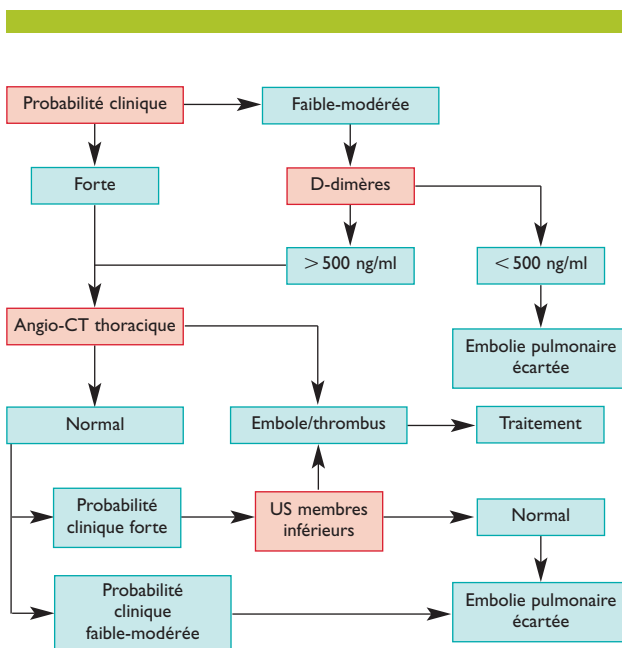 Probabilité clinique
Faible-modérée
Forte
D-dimères
> 500 ng/ml
< 500 ng/ml
Angio-CT thoracique
Embolie pulmonaire
écartée
Normal
Embole/thrombus
Traitement
Probabilité
clinique forte
US membres
inférieurs
Normal
Probabilité
clinique
faible-modérée
Embolie pulmonaire
écartée